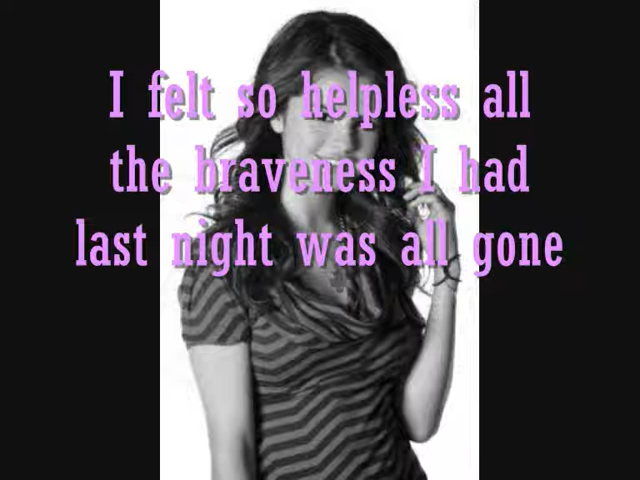 I felt so helpless all
the braveness I had
last night was all gone